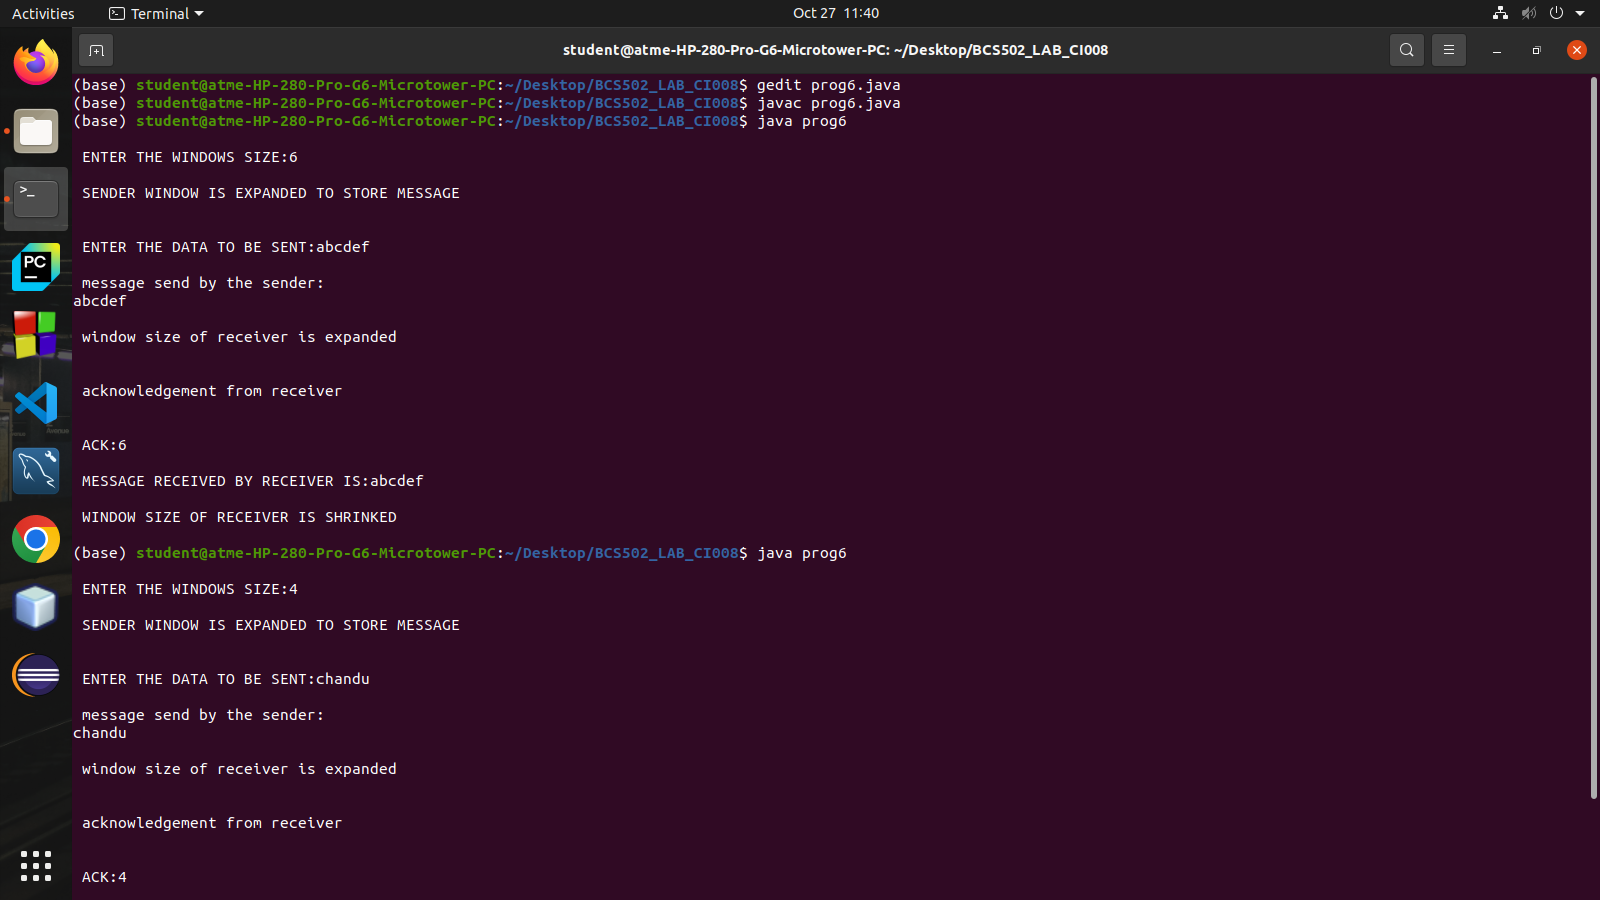 Activities
Terminal
Oct 27 11:40
student@atme-HP-280-Pro-G6-Microtower-PC: ~/Desktop/BCS502_LAB_CI008
(base) student@atme-HP-280-Pro-G6-Microtower-PC:~/Desktop/BCS502_LAB_CI008$ gedit prog6.java
(base) student@atme-HP-280-Pro-G6-Microtower-PC:~/Desktop/BCS502_LAB_CI008$ javac prog6.java
(base) student@atme-HP-280-Pro-G6-Microtower-PC:~/Desktop/BCS502_LAB_CI008$ java prog6
ENTER THE WINDOWS SIZE:6
SENDER WINDOW IS EXPANDED TO STORE MESSAGE
ENTER THE DATA TO BE SENT:abcdef
message send by the sender:
abcdef
window size of receiver is expanded
acknowledgement from receiver
ACK:6
MESSAGE RECEIVED BY RECEIVER IS:abcdef
WINDOW SIZE OF RECEIVER IS SHRINKED
(base) student@atme-HP-280-Pro-G6-Microtower-PC:~/Desktop/BCS502_LAB_CI008$ java prog6
ENTER THE WINDOWS SIZE:4
SENDER WINDOW IS EXPANDED TO STORE MESSAGE
ENTER THE DATA TO BE SENT:chandu
message send by the sender:
chandu
window size of receiver is expanded
acknowledgement from receiver
ACK:4
>_
PC